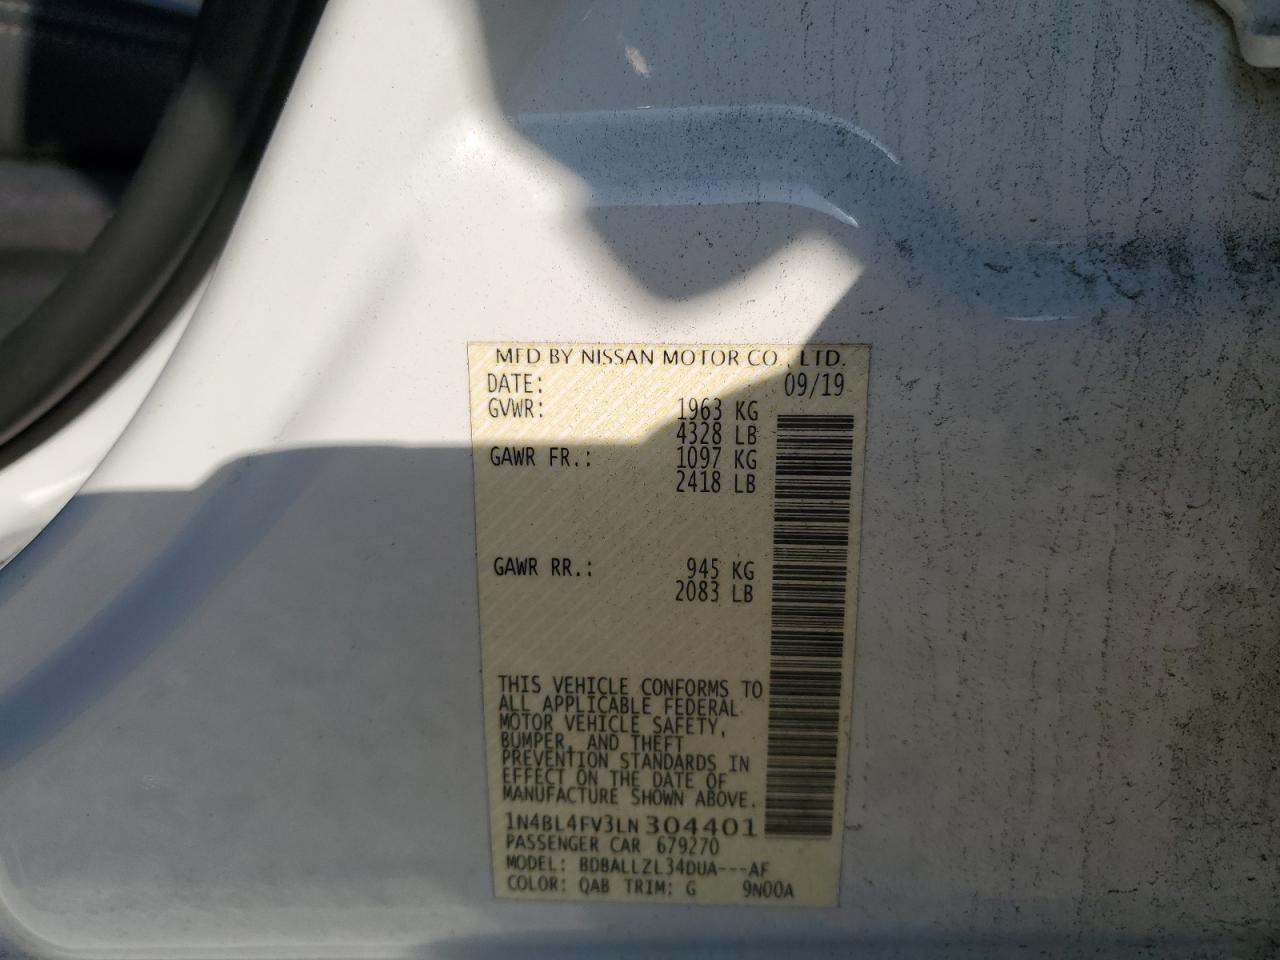 MFD BY NISSAN MOTOR CO., LTD.
DATE: 09/19
GVWR: 1963 KG
4328 LB
GAWR FR.: 1097 KG
2418 LB
GAWR RR.: 945 KG
2083 LB
THIS VEHICLE CONFORMS TO
ALL APPLICABLE FEDERAL
MOTOR VEHICLE SAFETY,
BUMPER, AND THEFT
PREVENTION STANDARDS IN
EFFECT ON THE DATE OF
MANUFACTURE SHOWN ABOVE.
1N4BL4FV3LN304401
PASSENGER CAR 679270
MODEL: BDBALLZL34DUA---AF
COLOR: QAB TRIM: G 9N00A